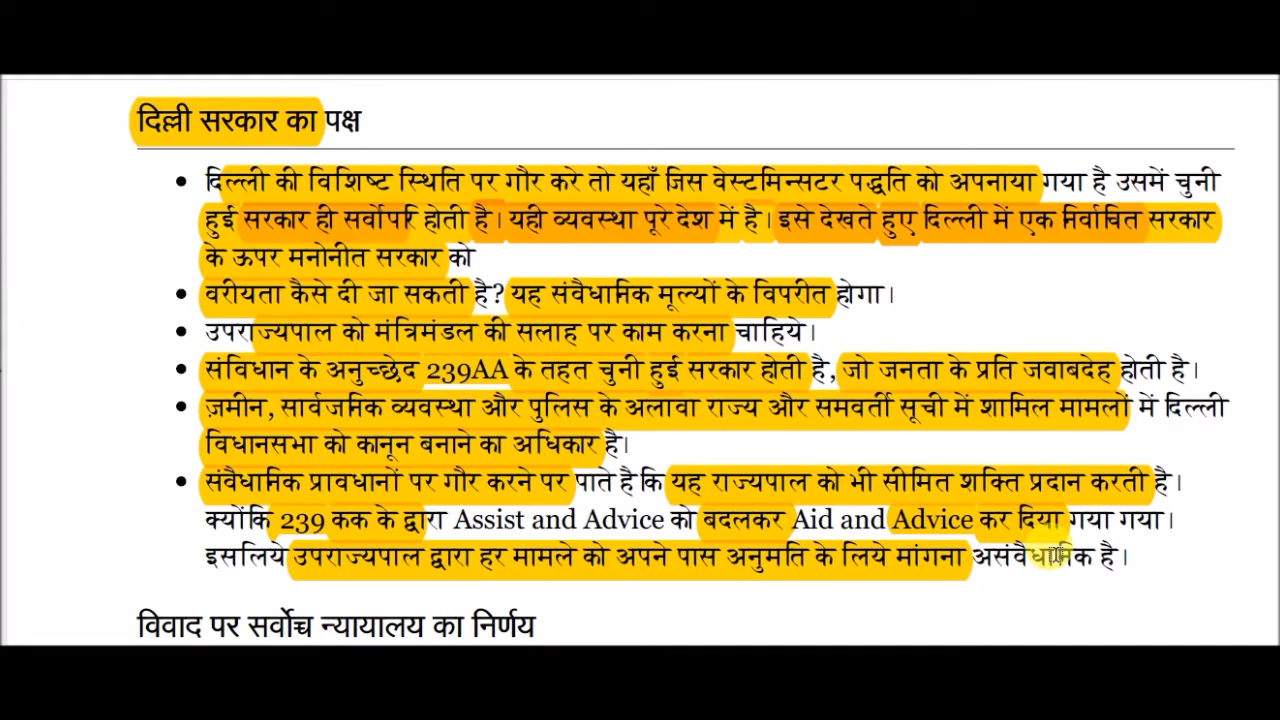 दिल्ली सरकार का पक्ष
दिल्ली की विशिष्ट स्थिति पर गौर करे तो यहाँ जिस वेस्टमिन्सटर पद्धति को अपनाया गया है उसमें चुनी
हुई सरकार ही सर्वोपरि होती है। यही व्यवस्था पूरे देश में है। इसे देखते हुए दिल्ली में एक निर्वाचित सरकार
के ऊपर मनोनीत सरकार को
वरीयता कैसे दी जा सकती है? यह संवैधानिक मूल्यों के विपरीत होगा।
उपराज्यपाल को मंत्रिमंडल की सलाह पर काम करना चाहिये।
संविधान के अनुच्छेद 239AA के तहत चुनी हुई सरकार होती है, जो जनता के प्रति जवाबदेह होती है।
ज़मीन, सार्वजनिक व्यवस्था और पुलिस के अलावा राज्य और समवर्ती सूची में शामिल मामलों में दिल्ली
विधानसभा को कानून बनाने का अधिकार है।
संवैधानिक प्रावधानों पर गौर करने पर पाते है कि यह राज्यपाल को भी सीमित शक्ति प्रदान करती है।
क्योंकि 239 कक के द्वारा Assist and Advice को बदलकर Aid and Advice कर दिया गया गया।
इसलिये उपराज्यपाल द्वारा हर मामले को अपने पास अनुमति के लिये मांगना असंवैधानिक है।
विवाद पर सर्वोच्च न्यायालय का निर्णय